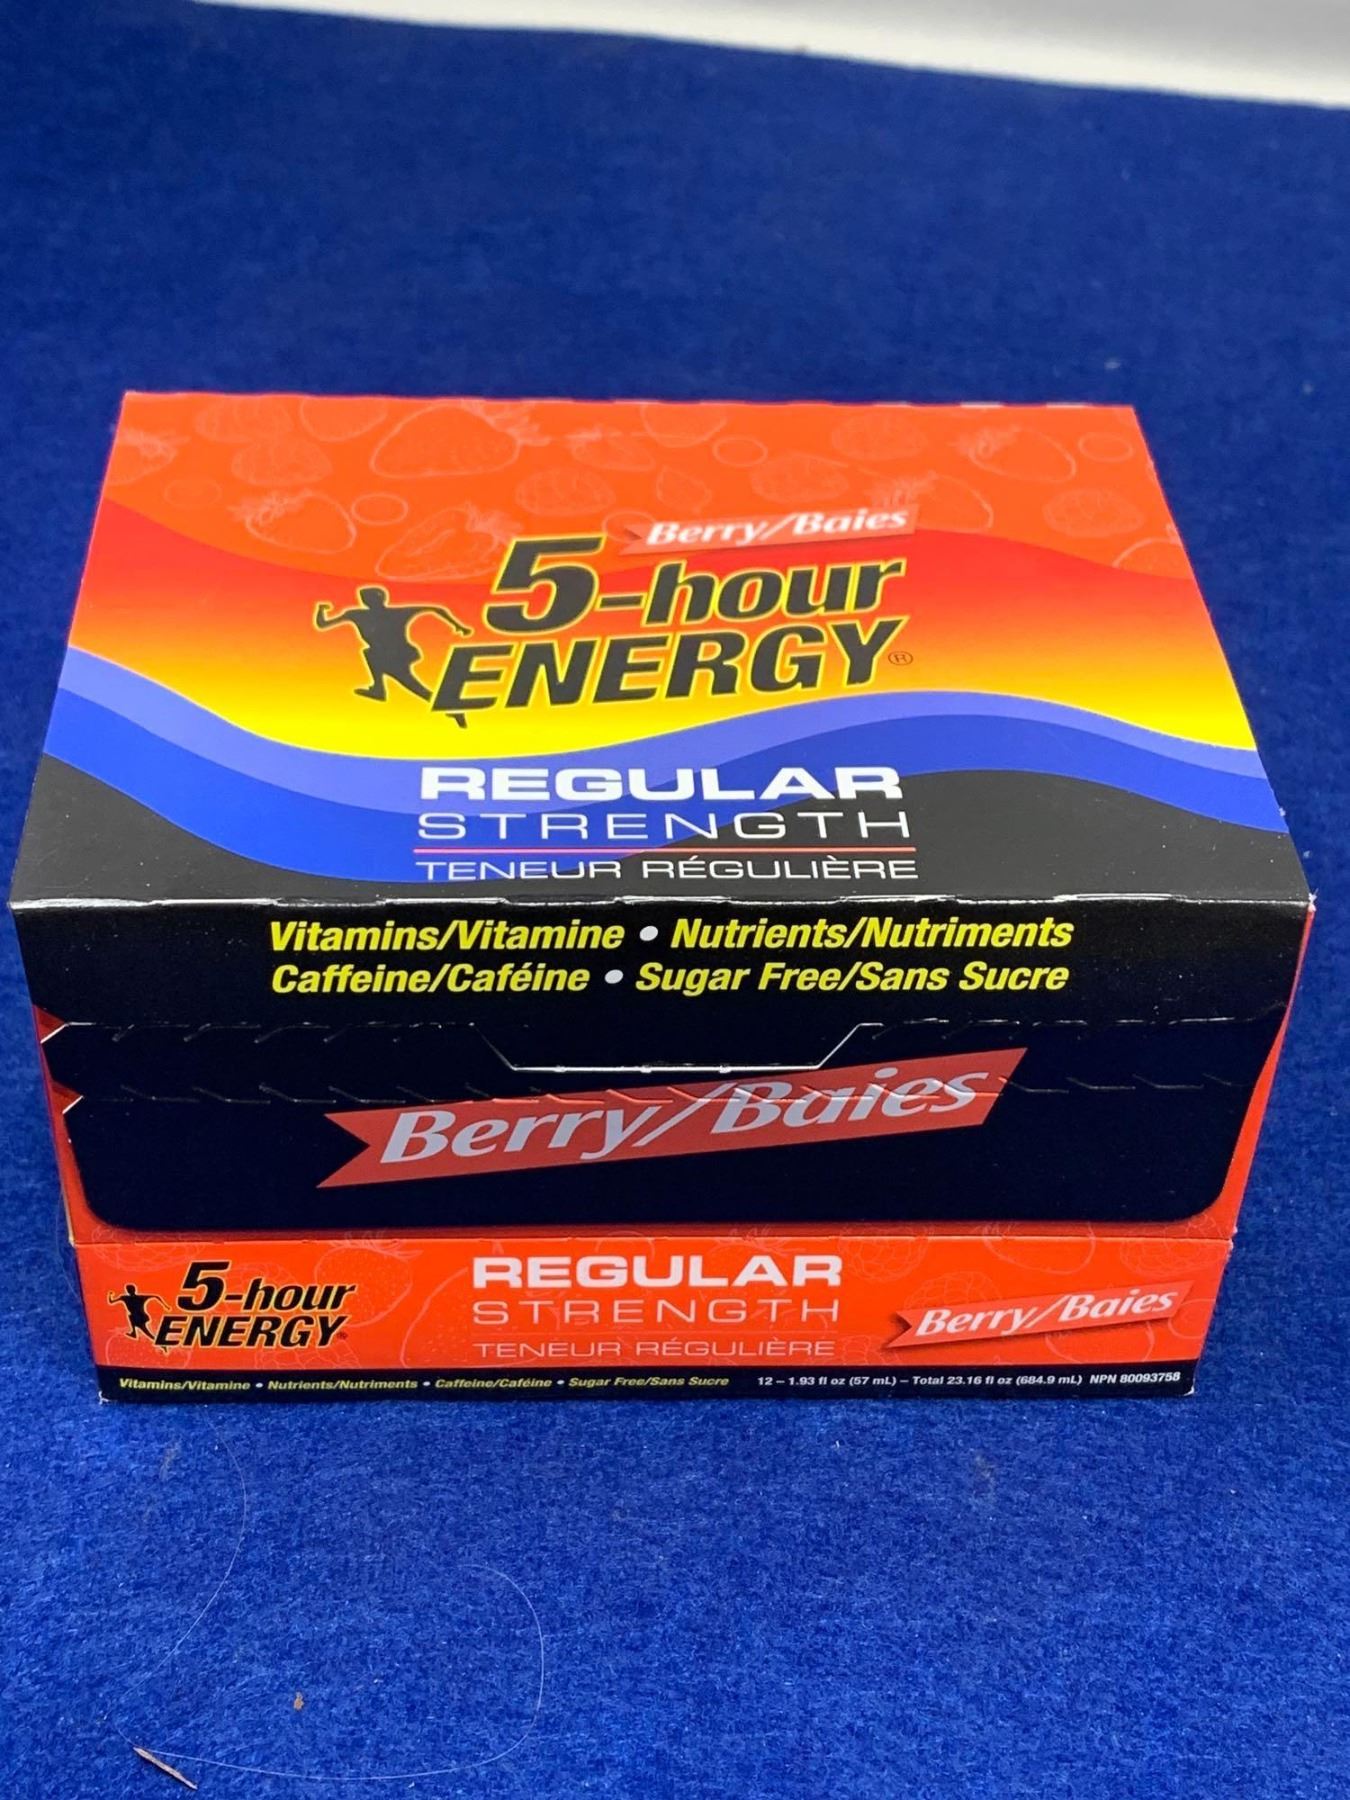 Berry/Baies
5-hour
ENERGY®
REGULAR
STRENGTH
TENEUR RÉGULIÈRE
Vitamins/Vitamine • Nutrients/Nutriments
Caffeine/Caféine • Sugar Free/Sans Sucre
Berry/Baies
5-hour
ENERGY®
REGULAR
STRENGTH
TENEUR RÉGULIÈRE
Berry/Baies
Vitamins/Vitamine • Nutrients/Nutriments • Caffeine/Caféine • Sugar Free/Sans Sucre 12 – 1.93 fl oz (57 mL) – Total 23.16 fl oz (684.9 mL) NPN 80093758